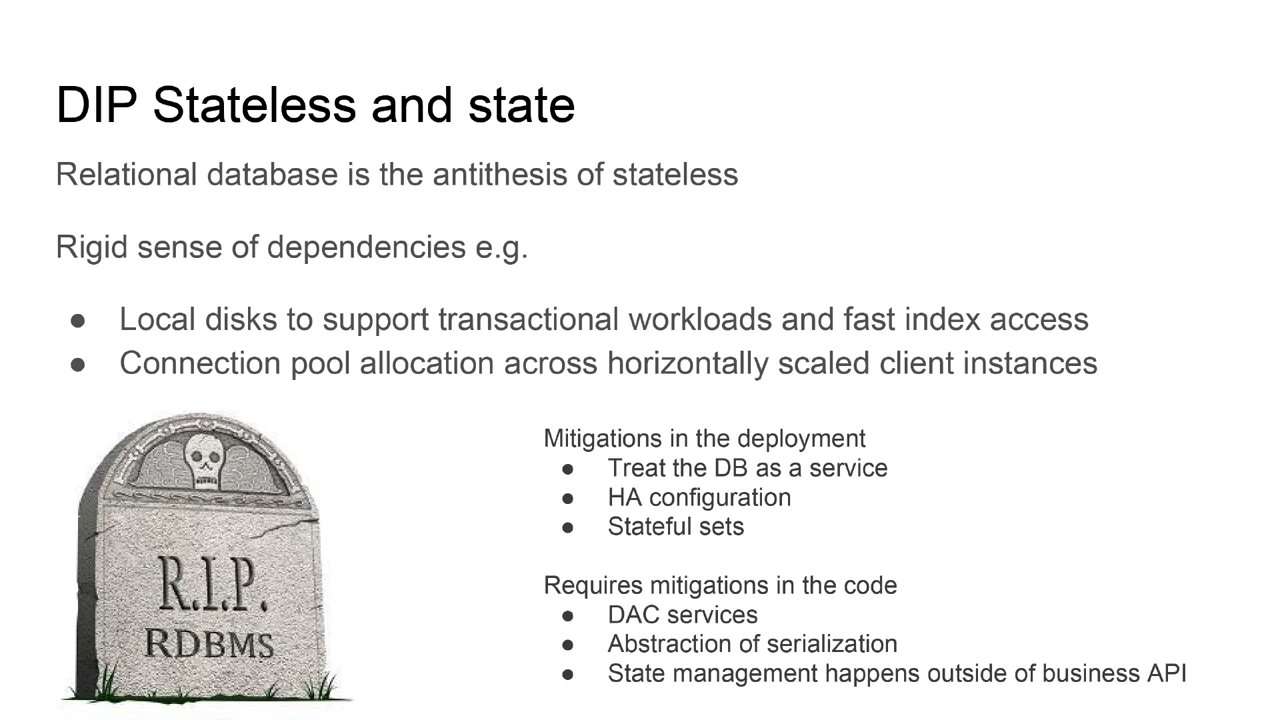 DIP Stateless and state
Relational database is the antithesis of stateless
Rigid sense of dependencies e.g.
● Local disks to support transactional workloads and fast index access
● Connection pool allocation across horizontally scaled client instances
R.I.P.
RDBMS
Mitigations in the deployment
● Treat the DB as a service
● HA configuration
● Stateful sets
Requires mitigations in the code
● DAC services
● Abstraction of serialization
● State management happens outside of business API